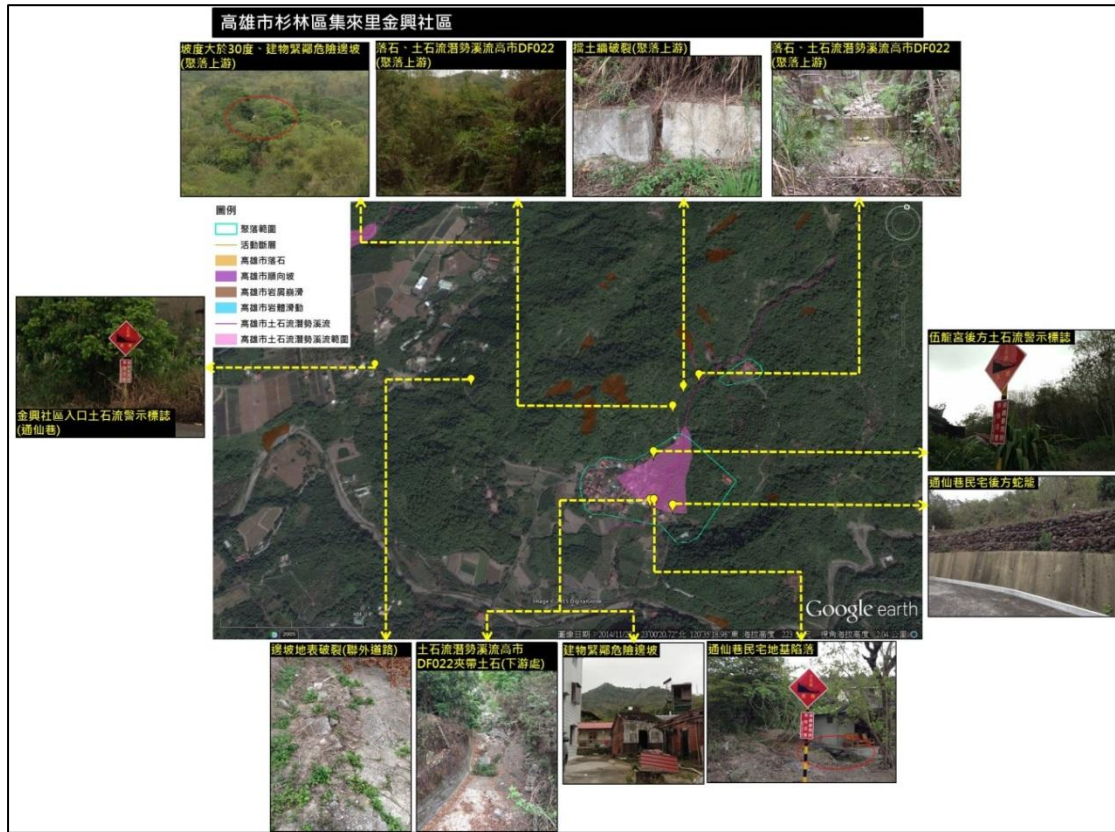 高雄市杉林區集來里金興社區
坡度大於30度、建物緊鄰危險邊坡
(聚落上游)
落石、土石流潛勢溪流高市DF022
(聚落上游)
擋土牆破裂(聚落上游)
落石、土石流潛勢溪流高市DF022
(聚落上游)
圖例
聚落範圍
活動斷層
高雄市落石
高雄市順向坡
高雄市岩屑崩滑
高雄市岩體滑動
高雄市土石流潛勢溪流
高雄市土石流潛勢溪流範圍
金興社區入口土石流警示標誌
(通仙巷)
伍龍宮後方土石流警示標誌
通仙巷民宅後方蛇籠
Google earth
2005
邊坡地表破裂(聯外道路)
土石流潛勢溪流高市
DF022夾帶土石(下游處)
建物緊鄰危險邊坡
通仙巷民宅地基陷落